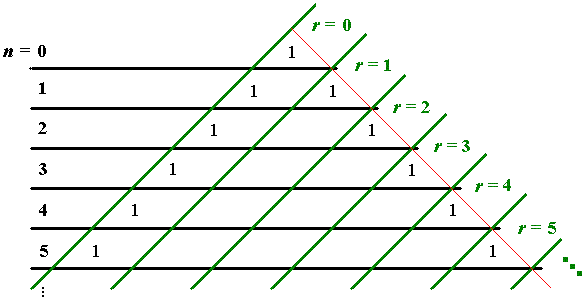 r = 0
n = 0 1
r = 1
1 1 1
r = 2
2 1 1
r = 3
3 1 1
r = 4
4 1 1
r = 5
5 1 1